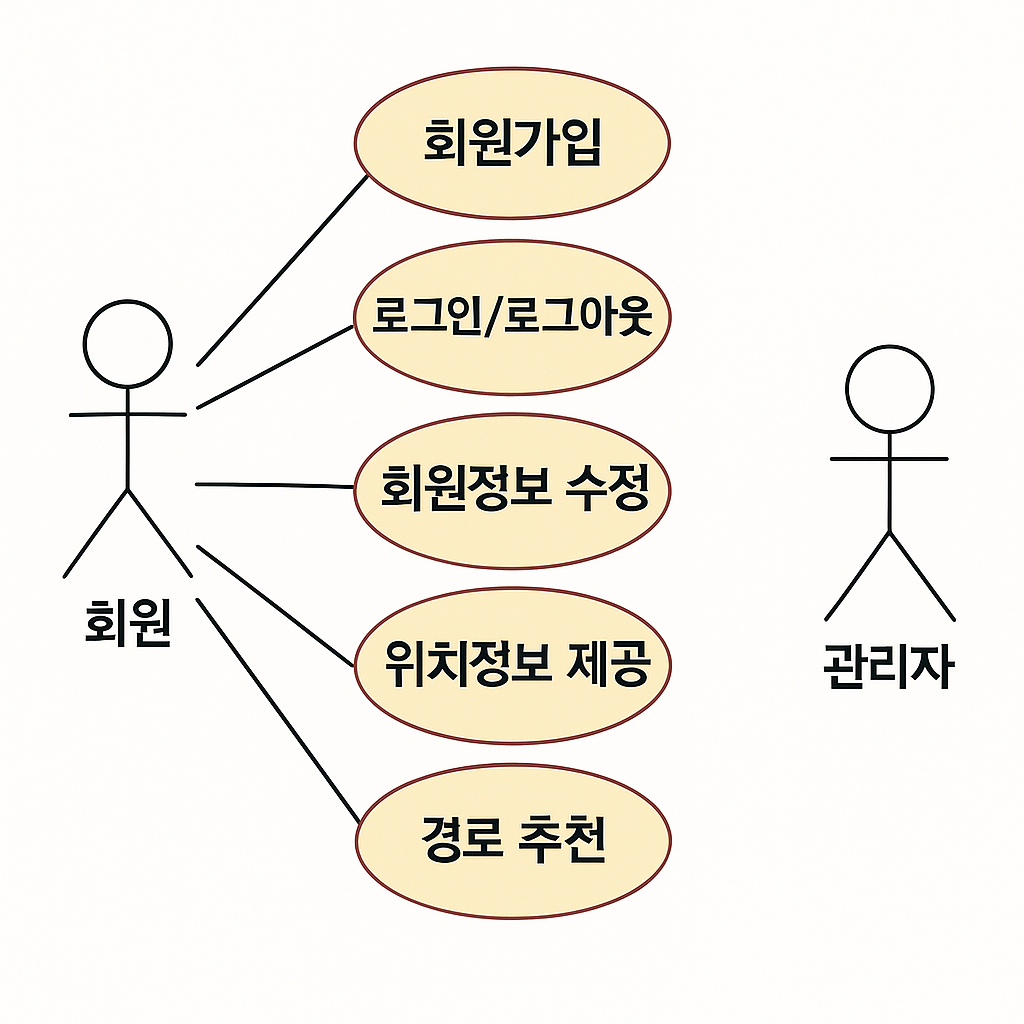 회원가입
로그인/로그아웃
회원정보 수정
위치정보 제공
경로 추천
회원
관리자